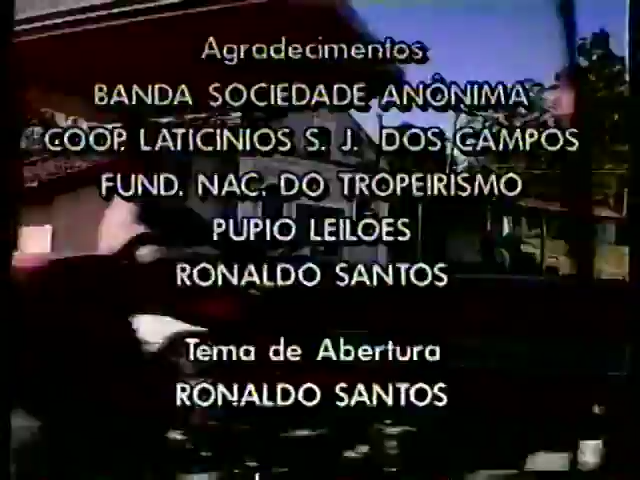 Agradecimentos
BANDA SOCIEDADE ANÔNIMA
COOP. LATICINIOS S. J. DOS CAMPOS
FUND. NAC. DO TROPEIRISMO
PUPIO LEILÕES
RONALDO SANTOS
Tema de Abertura
RONALDO SANTOS